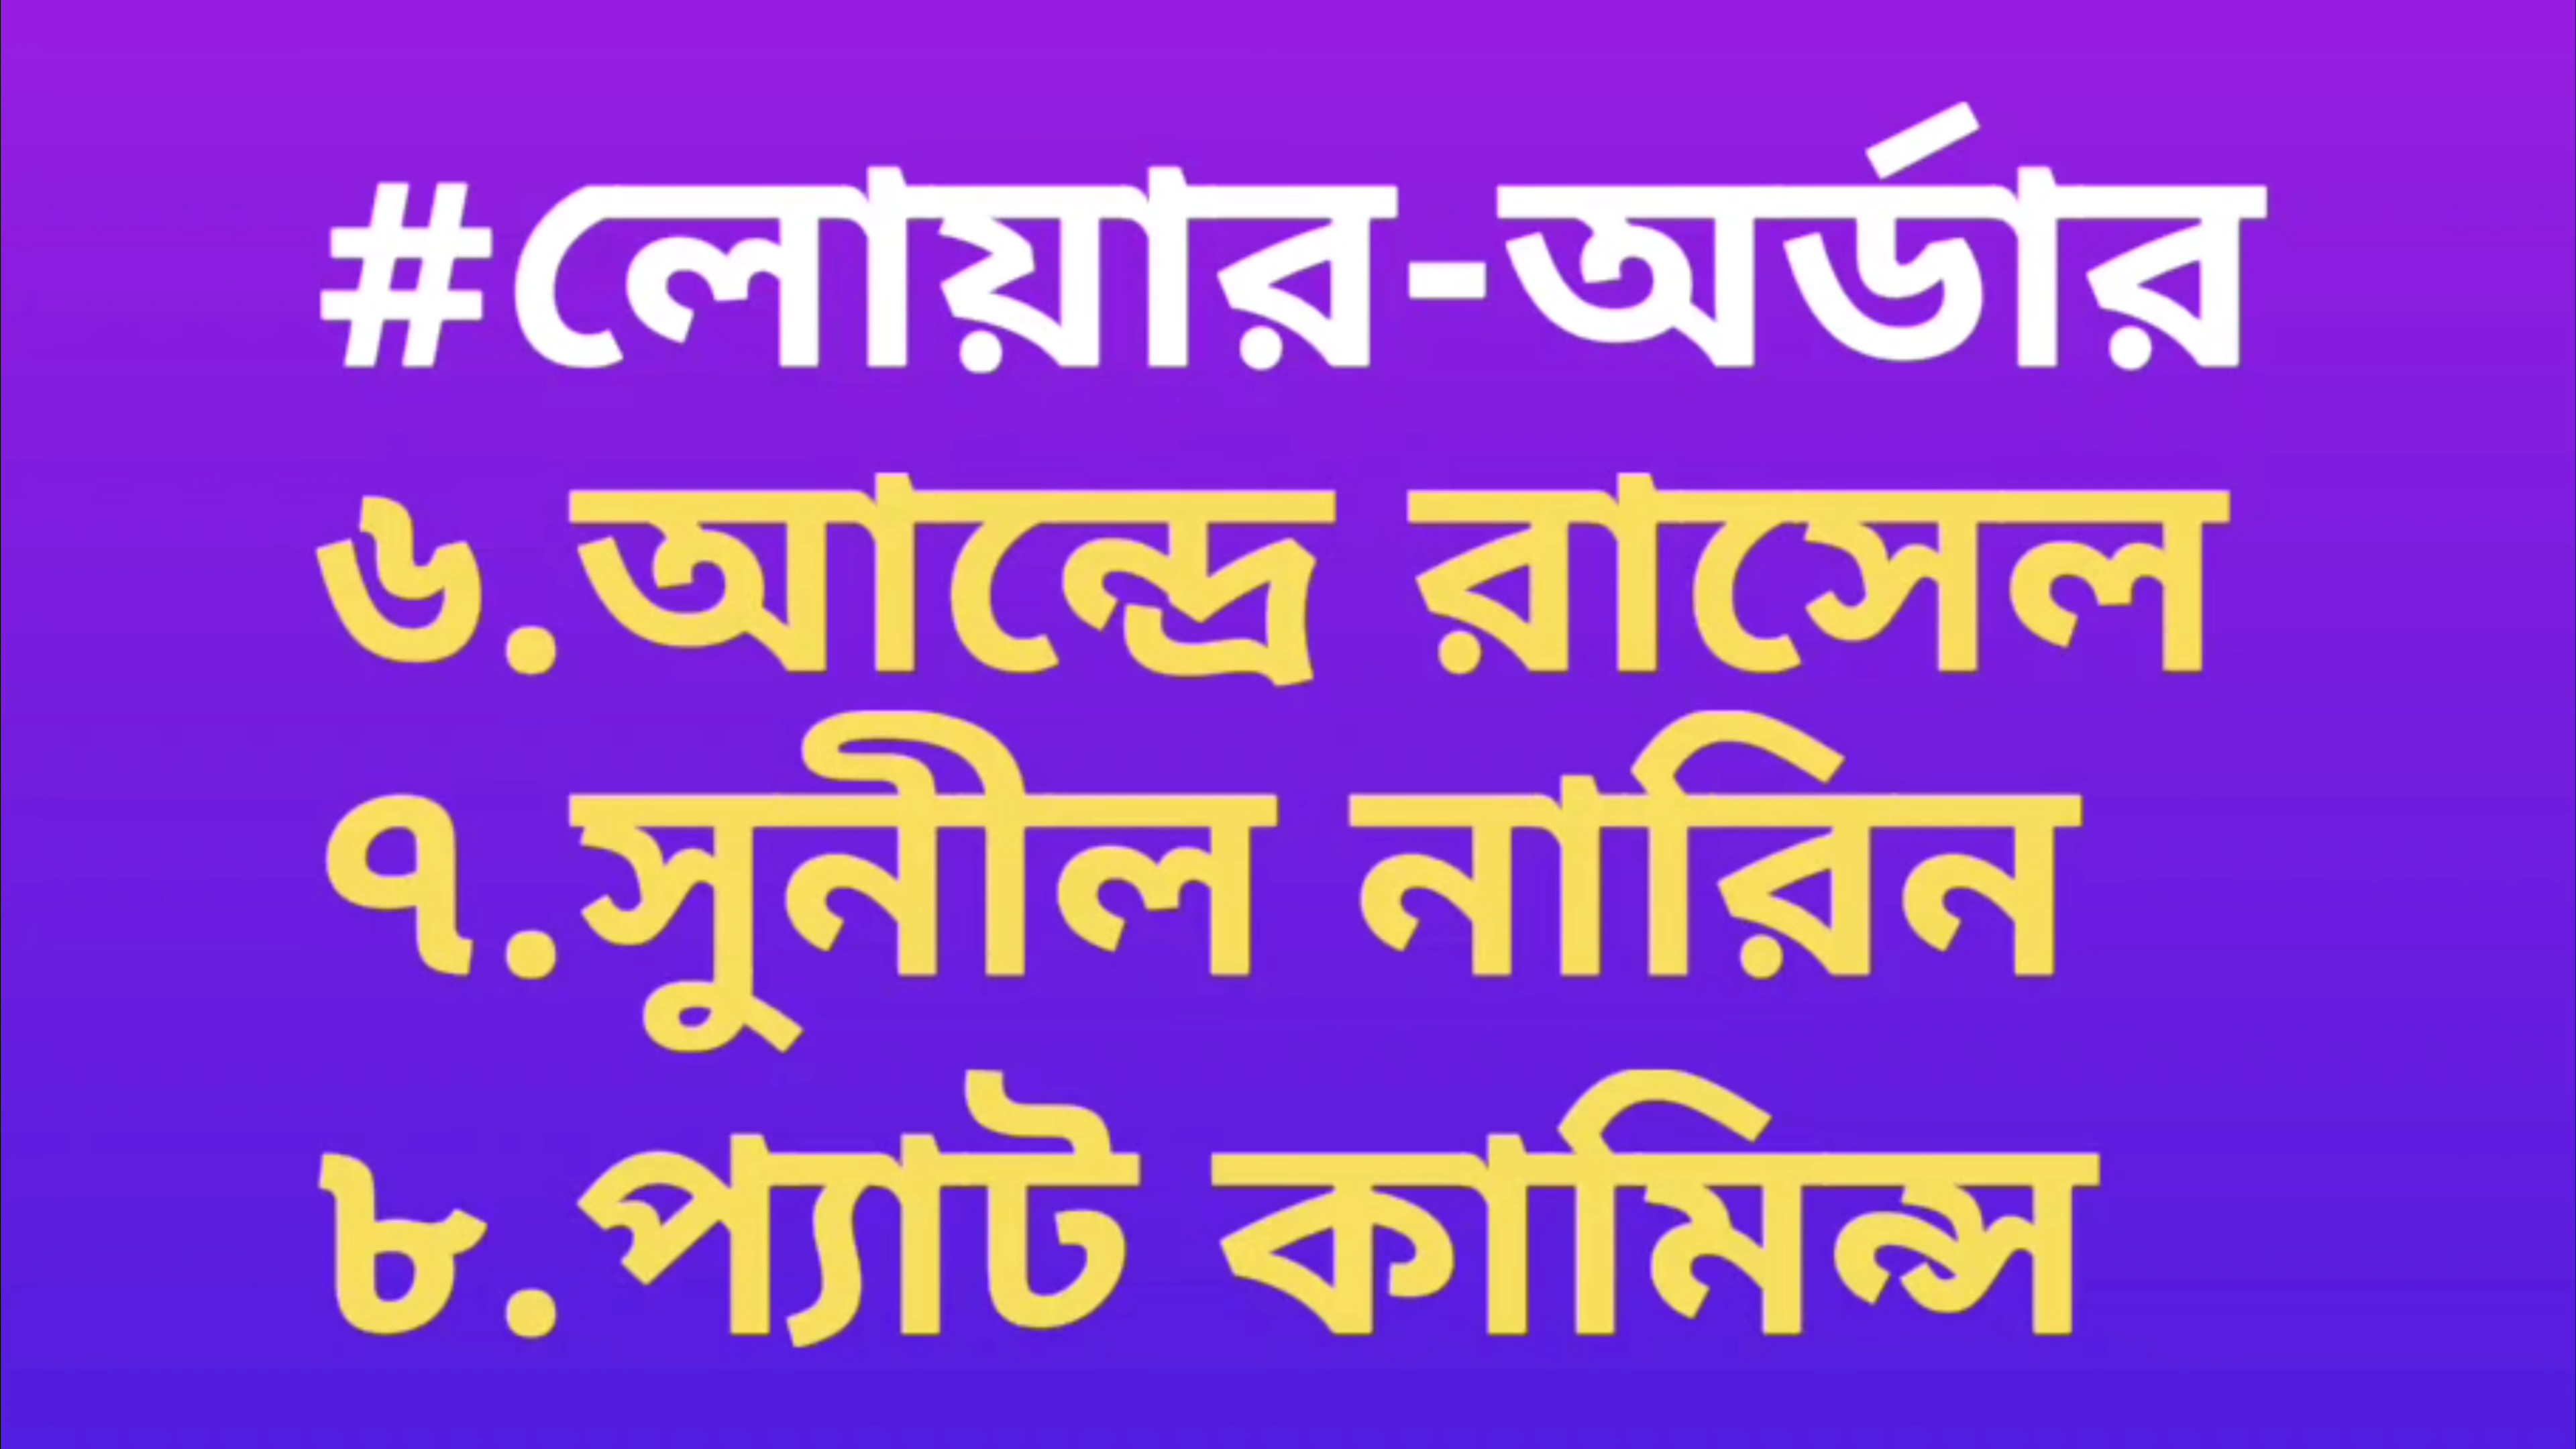 #লোয়ার-অর্ডার
৬.আন্দ্রে রাসেল
৭.সুনীল নারিন
৮.প্যাট কামিন্স